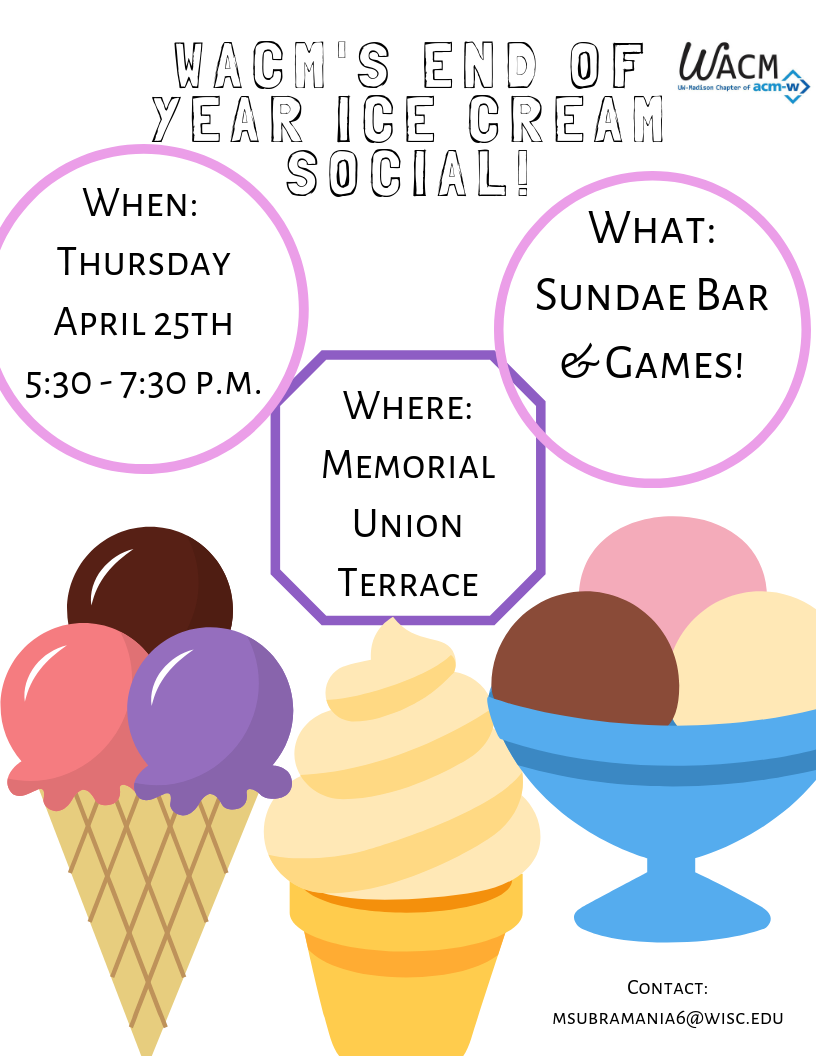 WACM'S END OF
YEAR ICE CREAM
SOCIAL!
WACM
UW-Madison Chapter of acm-w
WHEN:
THURSDAY
APRIL 25TH
5:30 - 7:30 P.M.
WHAT:
SUNDAE BAR
& GAMES!
WHERE:
MEMORIAL
UNION
TERRACE
CONTACT:
MSUBRAMANIA6@WISC.EDU